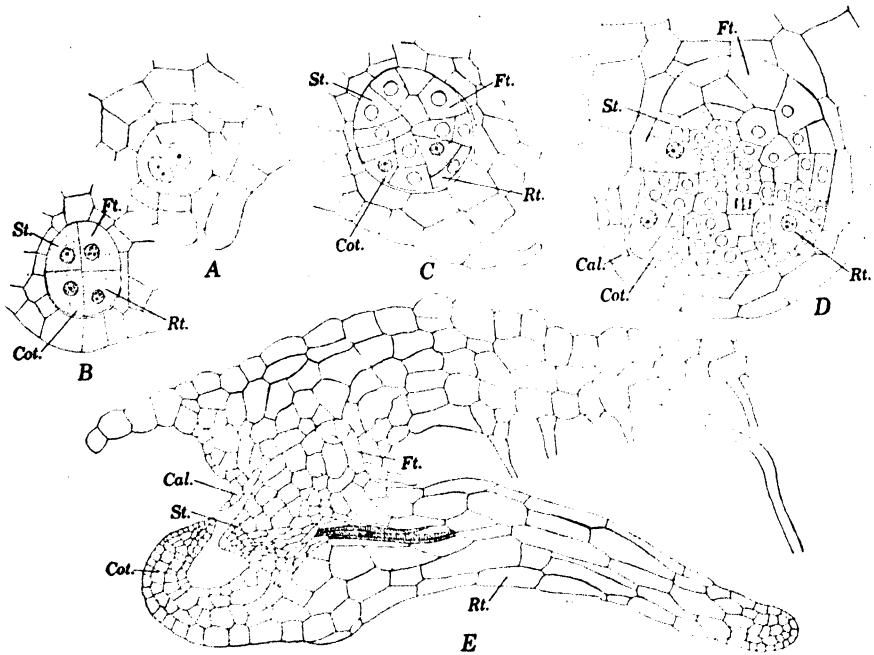 St.
Ft.
Cot.
Rt.
A
C
Ft.
St.
Cal.
Cot.
Rt.
D
St.
Ft.
Cot.
Rt.
B
Ft.
Cal.
St.
Cot.
Rt.
E